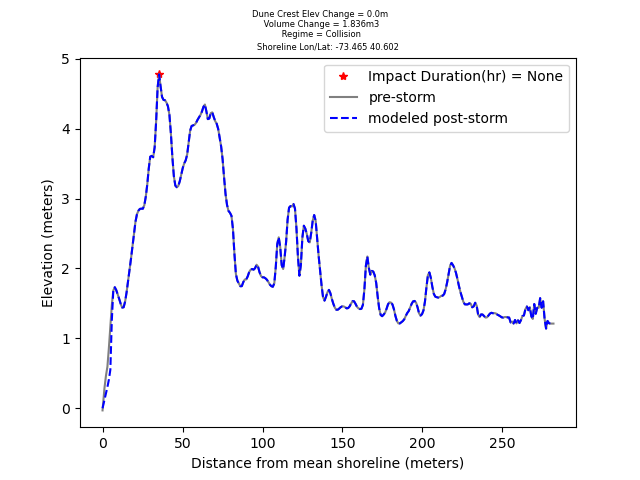 Dune Crest Elev Change = 0.0m
Volume Change = 1.836m3
Regime = Collision
Shoreline Lon/Lat: -73.465 40.602
Impact Duration(hr) = None
pre-storm
modeled post-storm
5
4
3
2
1
0
Elevation (meters)
0 50 100 150 200 250
Distance from mean shoreline (meters)